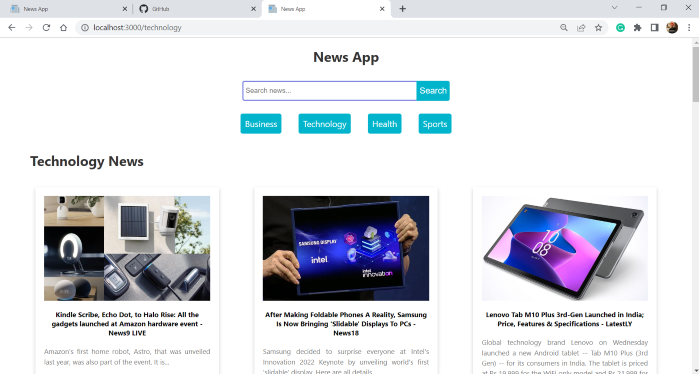 News App
GitHub
News App
localhost:3000/technology
News App
Search news...
Search
Business
Technology
Health
Sports
Technology News
SAMSUNG DISPLAY
intel
intel
innovation
10
08
Kindle Scribe, Echo Dot, to Halo Rise: All the
gadgets launched at Amazon hardware event -
News9 LIVE
After Making Foldable Phones A Reality, Samsung
Is Now Bringing 'Slidable' Displays To PCs -
News18
Lenovo Tab M10 Plus 3rd-Gen Launched in India;
Price, Features & Specifications - LatestLY
Amazon's first home robot, Astro, that was unveiled
last year, was also part of the event. It is...
Samsung decided to surprise everyone at Intel's
Innovation 2022 Keynote by unveiling world's first
'slidable' display. Here are all details
Global technology brand Lenovo on Wednesday
launched a new Android tablet -- Tab M10 Plus (3rd
Gen) -- for its consumers in India. The tablet is priced
at Rs 19,999 for the WiFi only model and Rs 21,999 for